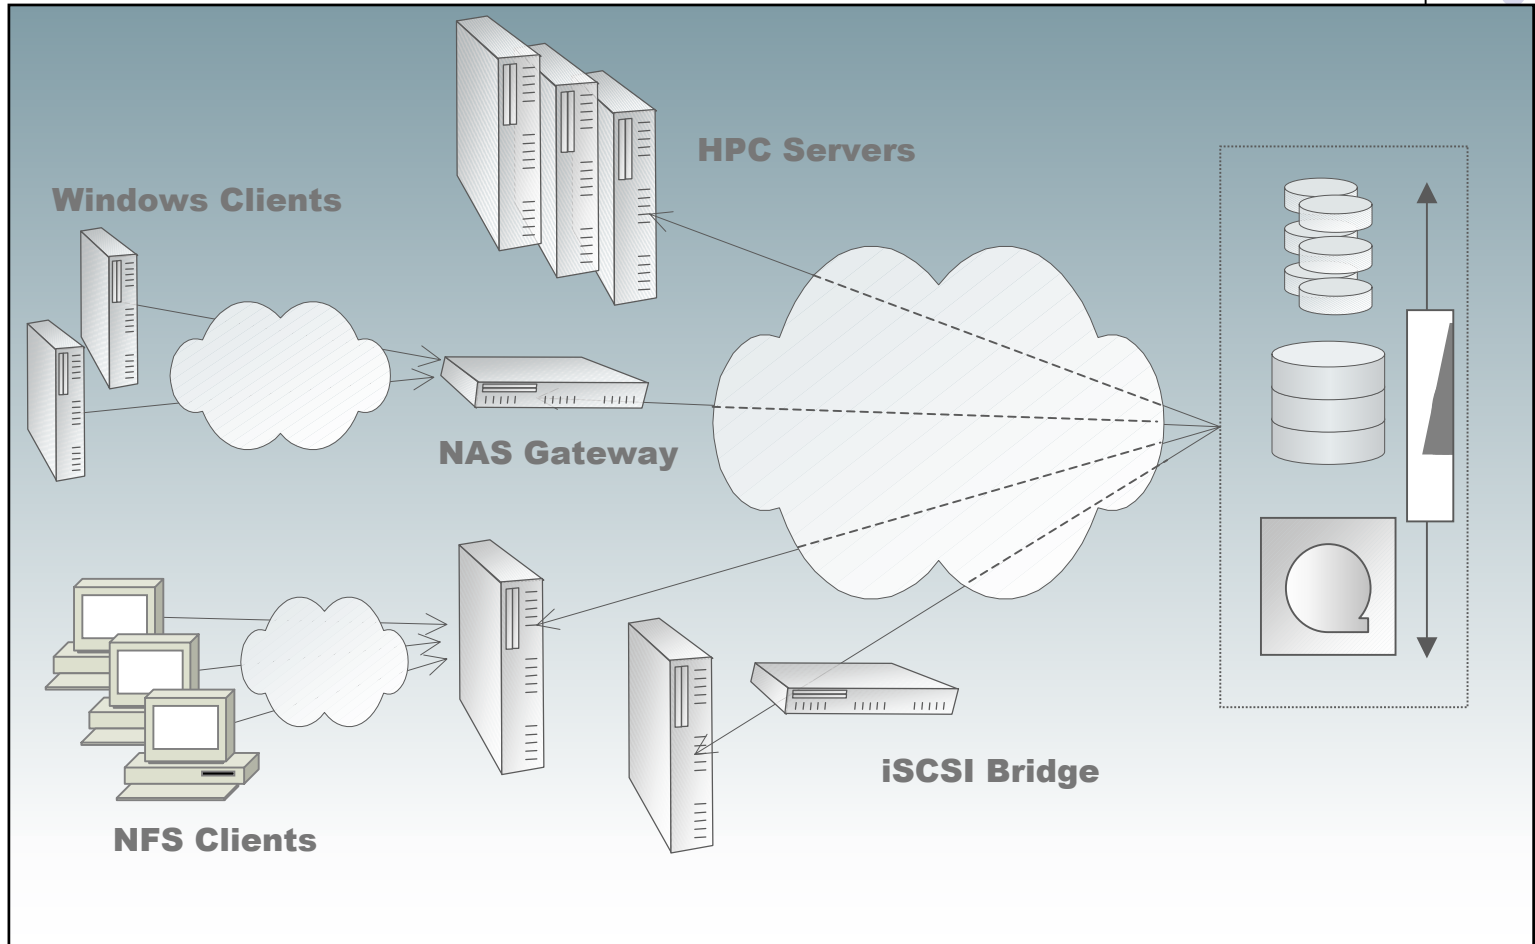 HPC Servers
Windows Clients
NAS Gateway
iSCSI Bridge
NFS Clients